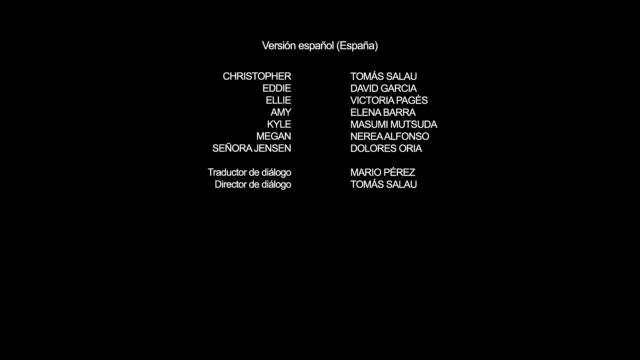 Versión español (España)
CHRISTOPHER TOMÁS SALAU
EDDIE DAVID GARCIA
ELLIE VICTORIA PAGÈS
AMY ELENA BARRA
KYLE MASUMI MUTSUDA
MEGAN NEREA ALFONSO
SEÑORA JENSEN DOLORES ORIA
Traductor de diálogo MARIO PÉREZ
Director de diálogo TOMÁS SALAU